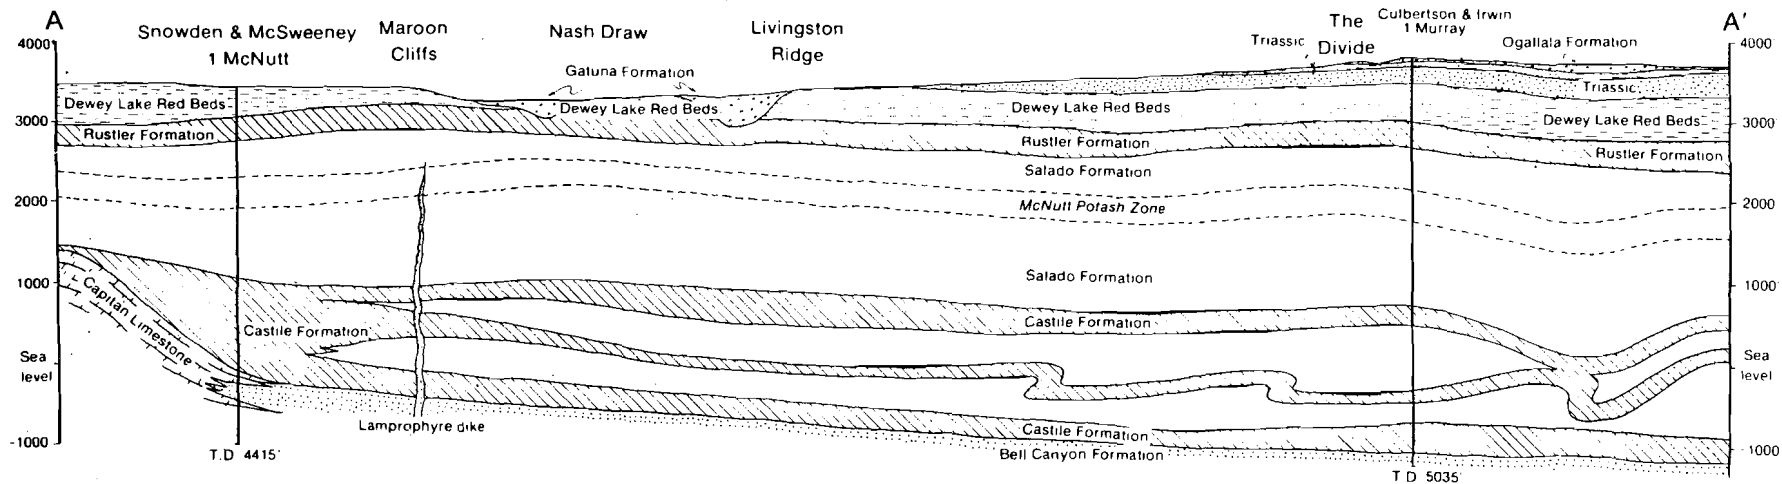 A
A'
Snowden & McSweeney
1 McNutt
Maroon
Cliffs
Nash Draw
Livingston
Ridge
The
Divide
Culbertson & Irwin
1 Murray
Triassic
Ogallala Formation
4000
3000
2000
1000
Sea
level
-1000
4000
3000
2000
1000
Sea
level
-1000
Gatuna Formation
Dewey Lake Red Beds
Dewey Lake Red Beds
Dewey Lake Red Beds
Triassic
Dewey Lake Red Beds
Rustler Formation
Rustler Formation
Rustler Formation
Salado Formation
McNutt Potash Zone
Salado Formation
Capitan Limestone
Castile Formation
Castile Formation
Lamprophyre dike
Castile Formation
Bell Canyon Formation
T.D. 4415'
T D 5035'